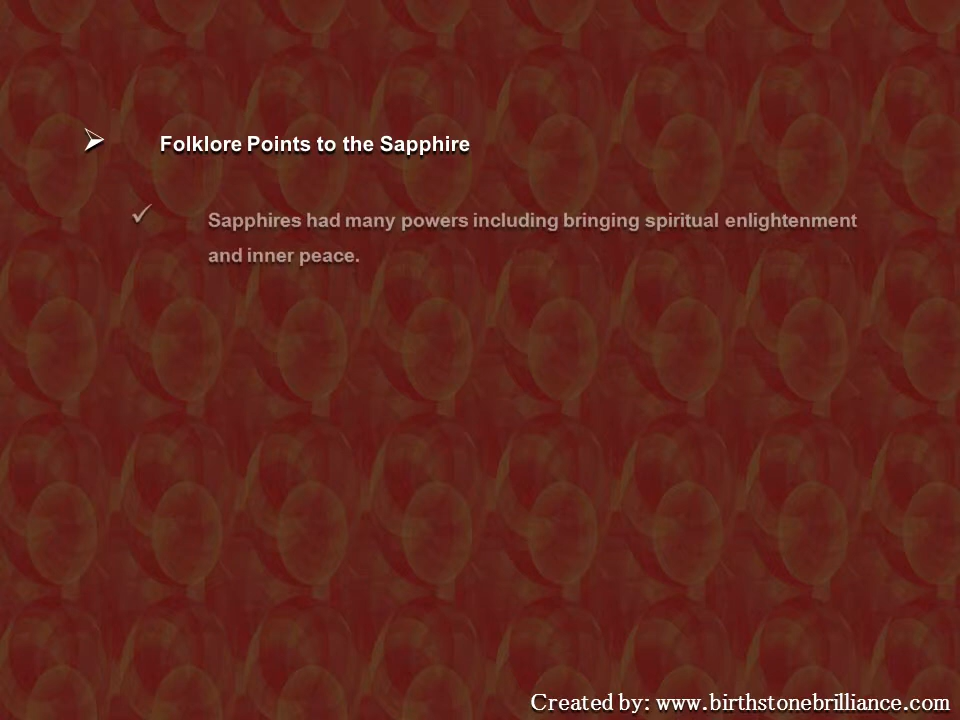 Folklore Points to the Sapphire
Sapphires had many powers including bringing spiritual enlightenment
and inner peace.
Created by: www.birthstonebrilliance.com